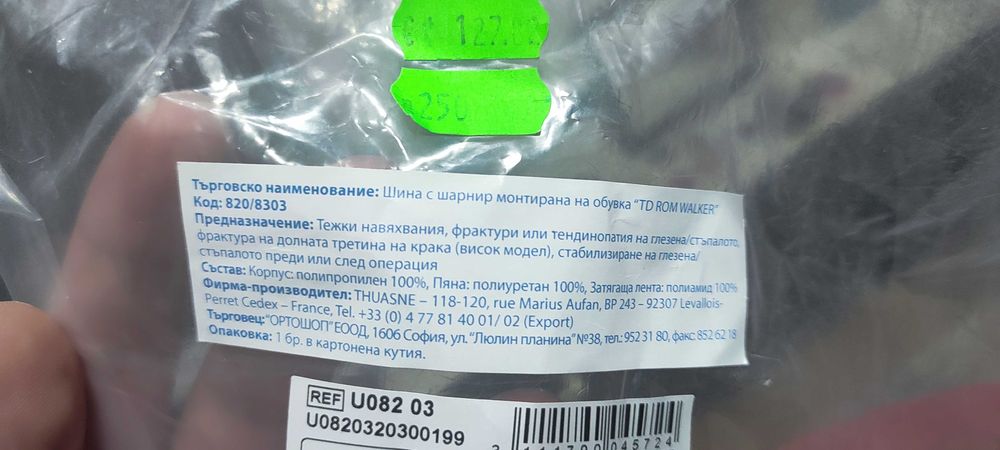 127.02
250
Търговско наименование: Шина с шарнир монтирана на обувка "TD ROM WALKER"
Код: 820/8303
Предназначение: Тежки навяхвания, фрактури или тендинопатия на глезена/стъпалото,
фрактура на долната третина на крака (висок модел), стабилизиране на глезена/
стъпалото преди или след операция
Състав: Корпус: полипропилен 100%, Пяна: полиуретан 100%, Затягаща лента: полиамид 100%
Фирма-производител: THUASNE – 118-120, rue Marius Aufan, BP 243 – 92307 Levallois-
Perret Cedex – France, Tel. +33 (0) 4 77 81 40 01/ 02 (Export)
Търговец: "ОРТОШОП" ЕООД, 1606 София, ул. "Люлин планина" №38, тел.: 952 31 80, факс: 852 62 18
Опаковка: 1 бр. в картонена кутия.
REF U082 03
U0820320300199